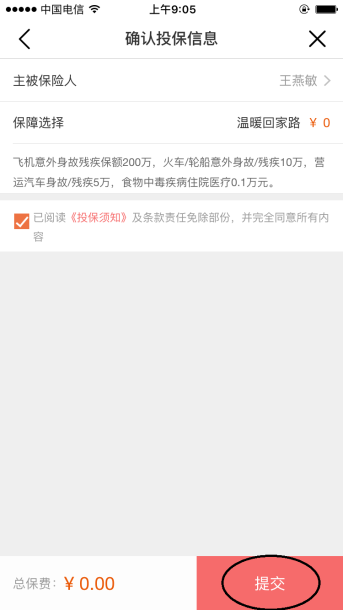 中国电信 上午9:05
确认投保信息
主被保险人 王燕敏
保障选择 温暖回家路 ¥ 0
飞机意外身故残疾保额200万，火车/轮船意外身故/残疾10万，营
运汽车身故/残疾5万，食物中毒疾病住院医疗0.1万元。
已阅读《投保须知》及条款责任免除部份，并完全同意所有内
容
总保费：¥ 0.00 提交